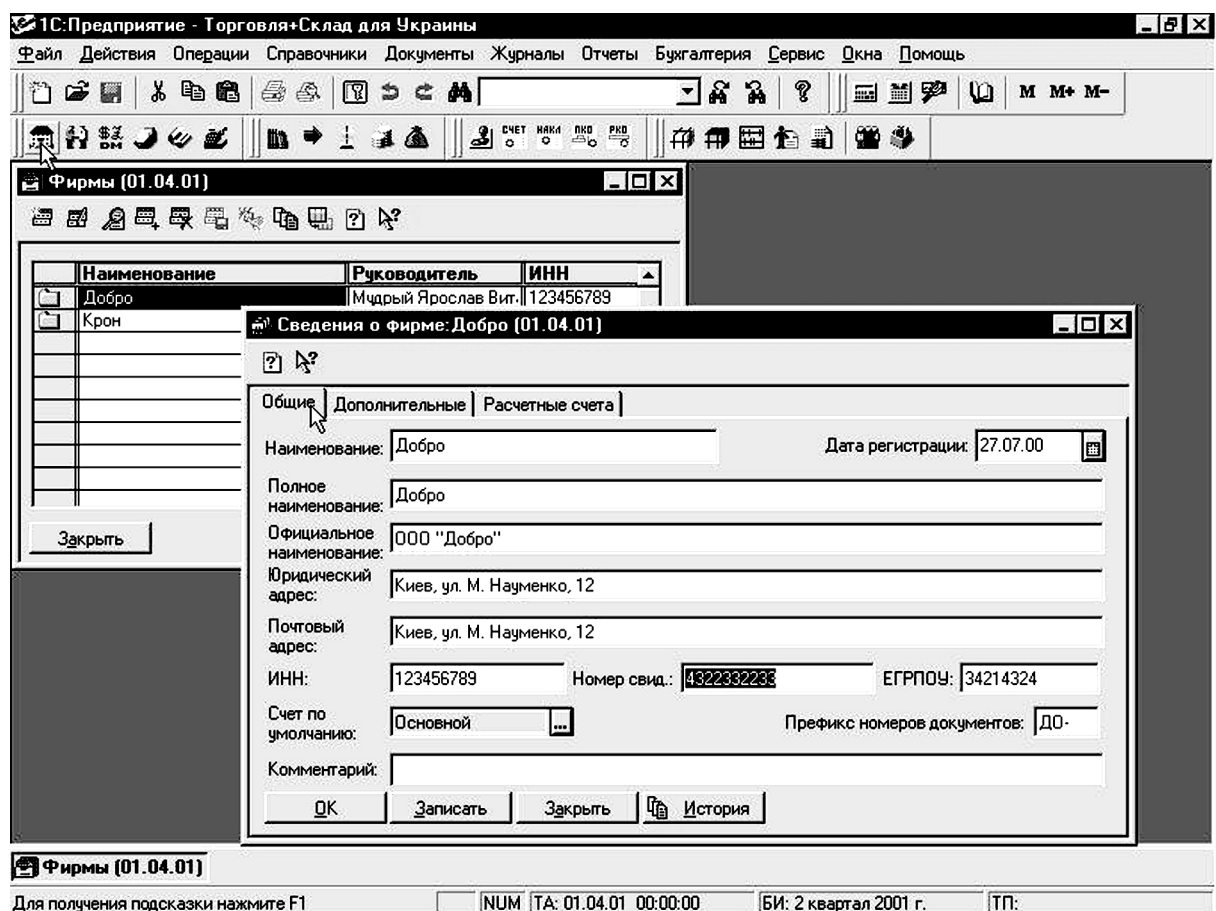 1С:Предприятие - Торговля+Склад для Украины
Файл Действия Операции Справочники Документы Журналы Отчеты Бухгалтерия Сервис Окна Помощь
M M+ M-
СЧЕТ НАКЛ ПКО РКО
Фирмы (01.04.01)
Наименование Руководитель ИНН
Добро Мудрый Ярослав Вит. 123456789
Крон
Закрыть
Сведения о фирме: Добро (01.04.01)
Общие Дополнительные Расчетные счета
Наименование: Добро Дата регистрации: 27.07.00
Полное
наименование: Добро
Официальное
наименование: ООО "Добро"
Юридический
адрес: Киев, ул. М. Науменко, 12
Почтовый
адрес: Киев, ул. М. Науменко, 12
ИНН: 123456789 Номер свид.: 4322332233 ЕГРПОУ: 34214324
Счет по
умолчанию: Основной ... Префикс номеров документов: ДО-
Комментарий:
OK Записать Закрыть История
Фирмы (01.04.01)
Для получения подсказки нажмите F1 NUM TA: 01.04.01 00:00:00 БИ: 2 квартал 2001 г. ТП: